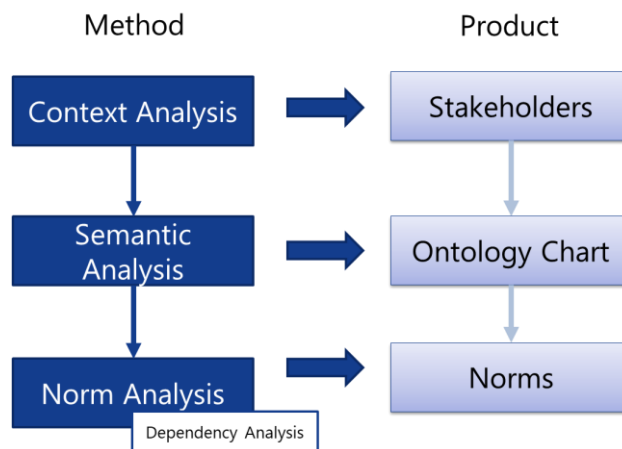 Method
Product
Context Analysis
Stakeholders
Semantic
Analysis
Ontology Chart
Norm Analysis
Norms
Dependency Analysis